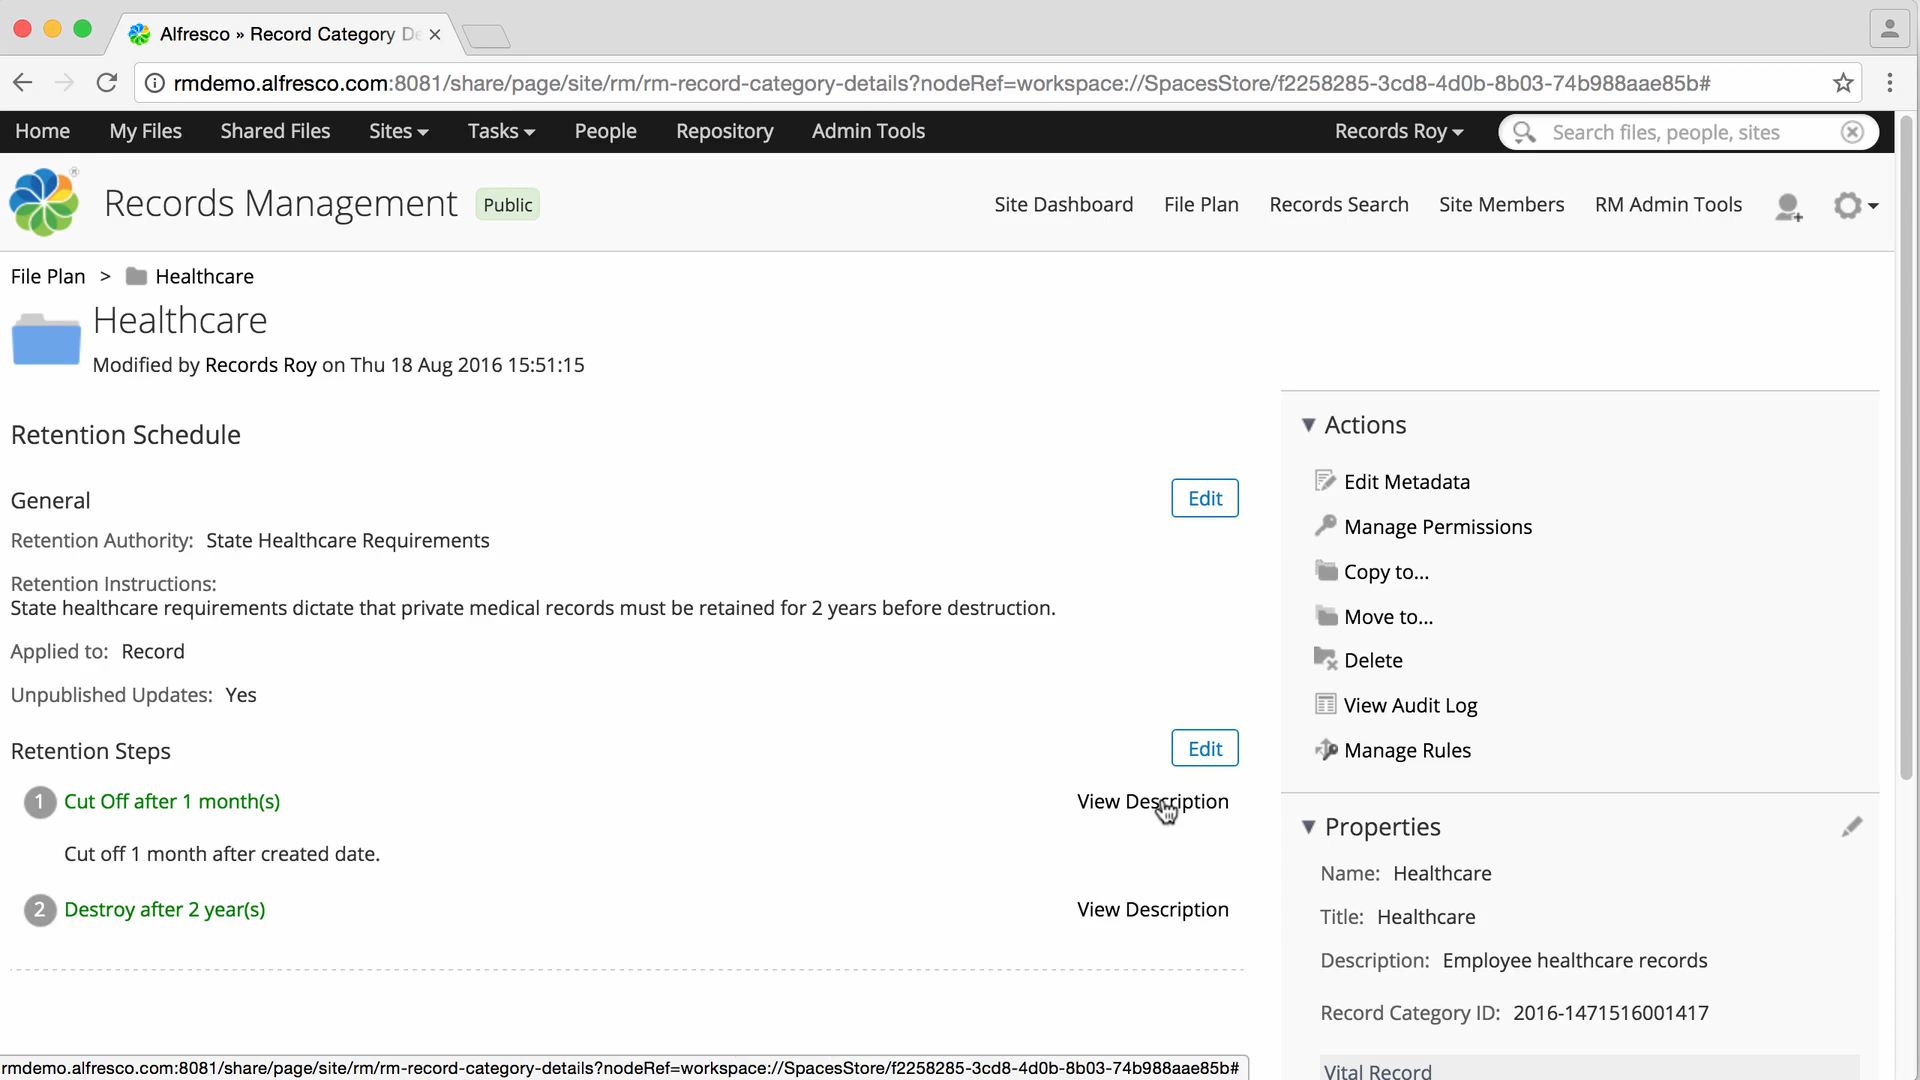 Alfresco » Record Category De
rmdemo.alfresco.com:8081/share/page/site/rm/rm-record-category-details?nodeRef=workspace://SpacesStore/f2258285-3cd8-4d0b-8b03-74b988aae85b#
Home My Files Shared Files Sites Tasks People Repository Admin Tools Records Roy Search files, people, sites
Records Management Public Site Dashboard File Plan Records Search Site Members RM Admin Tools
File Plan > Healthcare
Healthcare
Modified by Records Roy on Thu 18 Aug 2016 15:51:15
Retention Schedule
General Edit
Retention Authority: State Healthcare Requirements
Retention Instructions:
State healthcare requirements dictate that private medical records must be retained for 2 years before destruction.
Applied to: Record
Unpublished Updates: Yes
Retention Steps Edit
1 Cut Off after 1 month(s) View Description
Cut off 1 month after created date.
2 Destroy after 2 year(s) View Description
Actions
Edit Metadata
Manage Permissions
Copy to...
Move to...
Delete
View Audit Log
Manage Rules
Properties
Name: Healthcare
Title: Healthcare
Description: Employee healthcare records
Record Category ID: 2016-1471516001417
Vital Record
rmdemo.alfresco.com:8081/share/page/site/rm/rm-record-category-details?nodeRef=workspace://SpacesStore/f2258285-3cd8-4d0b-8b03-74b988aae85b#